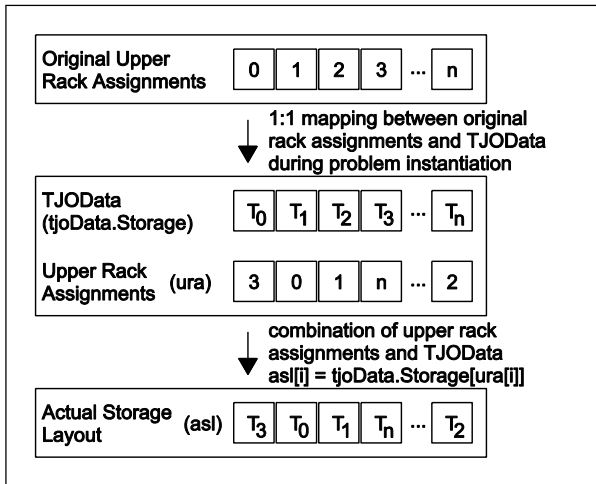 Original Upper
Rack Assignments
0 1 2 3 ... n
1:1 mapping between original
rack assignments and TJOData
during problem instantiation
TJOData
(tjoData.Storage)
T0 T1 T2 T3 ... Tn
Upper Rack
Assignments (ura)
3 0 1 n ... 2
combination of upper rack
assignments and TJOData
asl[i] = tjoData.Storage[ura[i]]
Actual Storage
Layout (asl)
T3 T0 T1 Tn ... T2